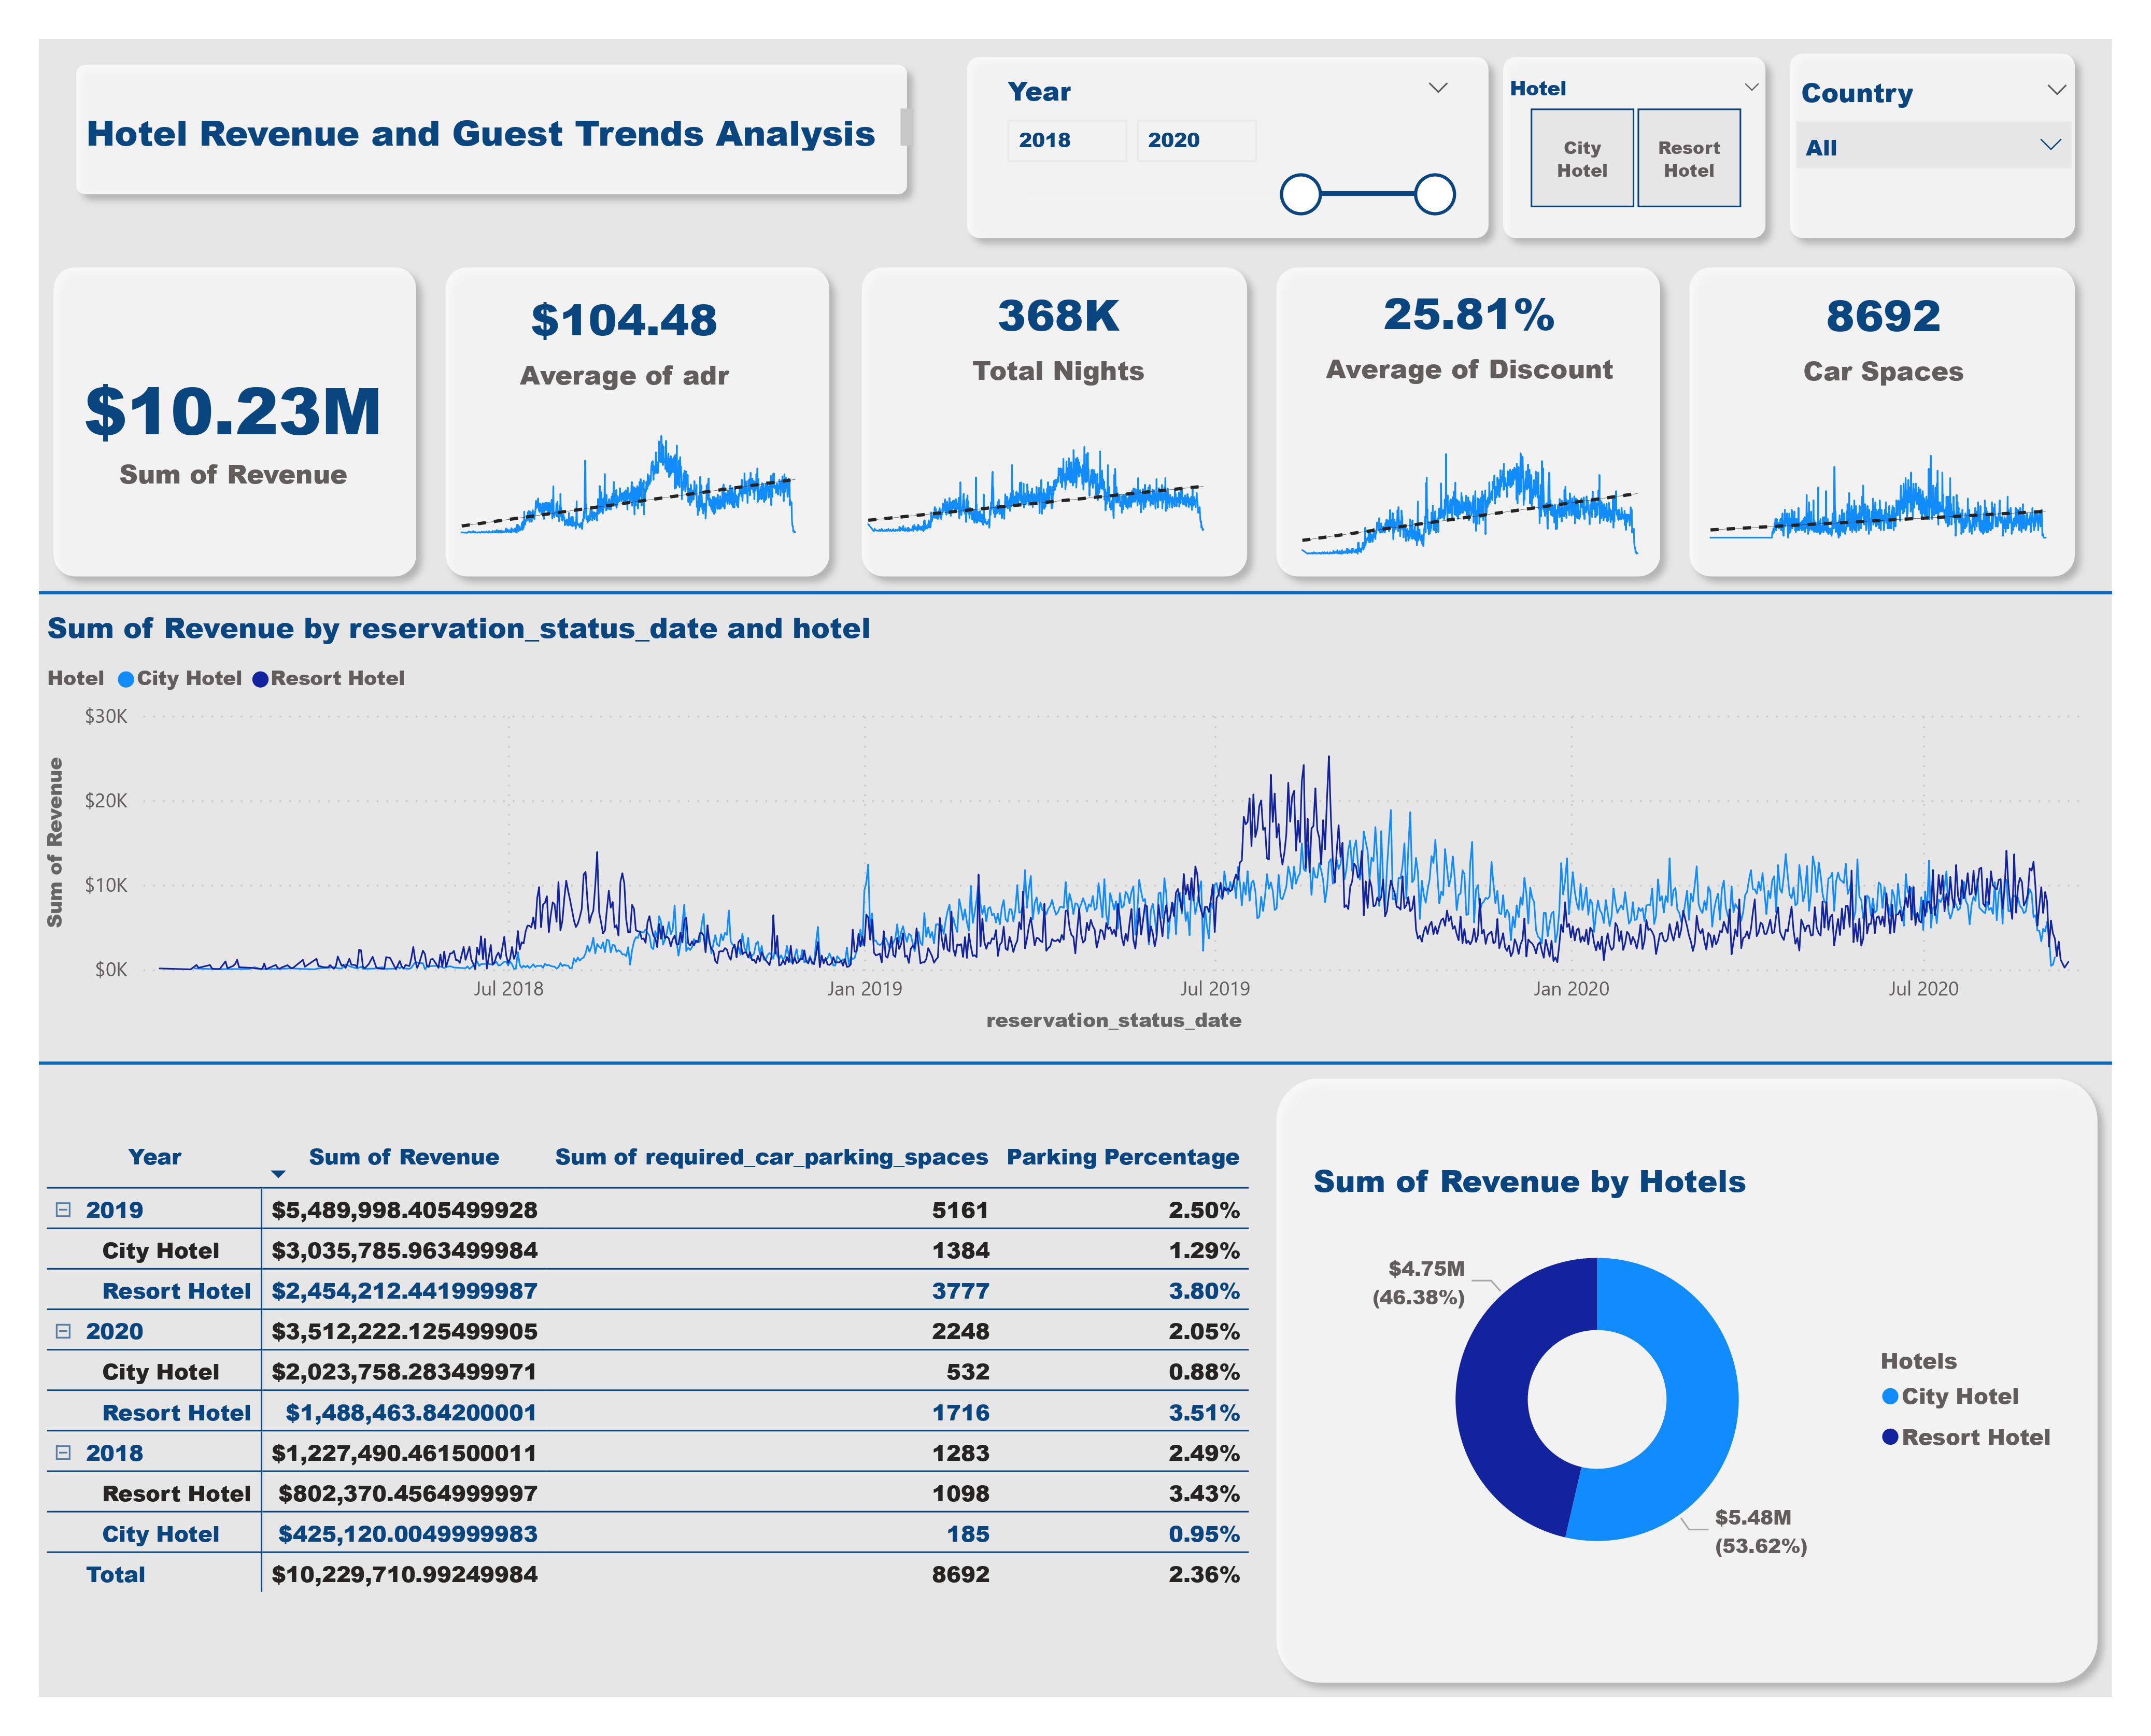 Hotel Revenue and Guest Trends Analysis
Year
2018 2020
Hotel
City Hotel
Resort Hotel
Country
All
$10.23M
Sum of Revenue
$104.48
Average of adr
368K
Total Nights
25.81%
Average of Discount
8692
Car Spaces
Sum of Revenue by reservation_status_date and hotel
Hotel City Hotel Resort Hotel
Sum of Revenue
$30K
$20K
$10K
$0K
Jul 2018 Jan 2019 Jul 2019 Jan 2020 Jul 2020
reservation_status_date
Year Sum of Revenue Sum of required_car_parking_spaces Parking Percentage
2019 $5,489,998.405499928 5161 2.50%
City Hotel $3,035,785.963499984 1384 1.29%
Resort Hotel $2,454,212.441999987 3777 3.80%
2020 $3,512,222.125499905 2248 2.05%
City Hotel $2,023,758.283499971 532 0.88%
Resort Hotel $1,488,463.84200001 1716 3.51%
2018 $1,227,490.461500011 1283 2.49%
Resort Hotel $802,370.4564999997 1098 3.43%
City Hotel $425,120.0049999983 185 0.95%
Total $10,229,710.99249984 8692 2.36%
Sum of Revenue by Hotels
$4.75M
(46.38%)
$5.48M
(53.62%)
Hotels
City Hotel
Resort Hotel